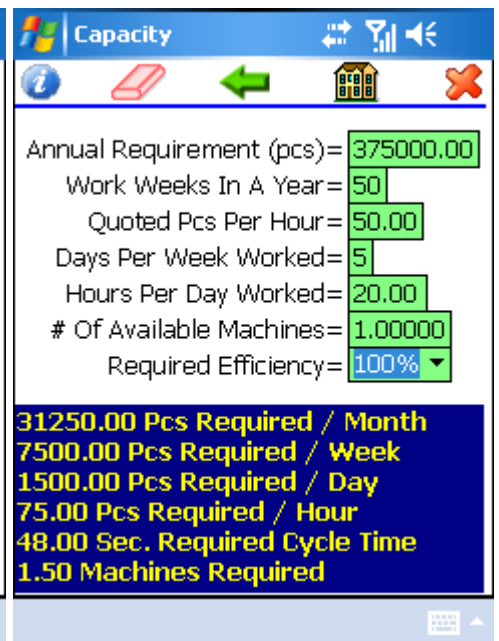 Capacity
Annual Requirement (pcs)= 375000.00
Work Weeks In A Year= 50
Quoted Pcs Per Hour= 50.00
Days Per Week Worked= 5
Hours Per Day Worked= 20.00
# Of Available Machines= 1.00000
Required Efficiency= 100%
31250.00 Pcs Required / Month
7500.00 Pcs Required / Week
1500.00 Pcs Required / Day
75.00 Pcs Required / Hour
48.00 Sec. Required Cycle Time
1.50 Machines Required